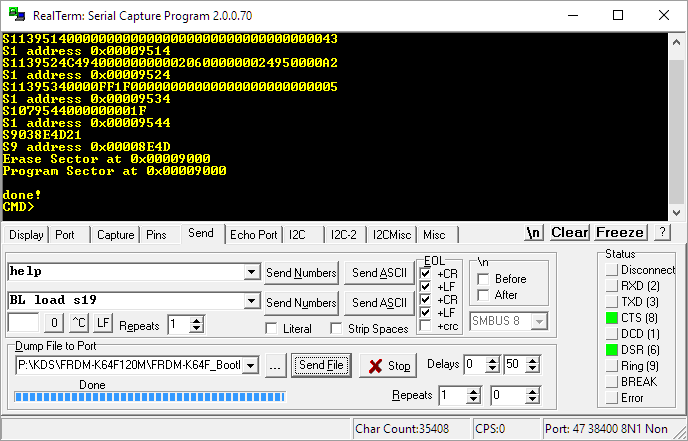 RealTerm: Serial Capture Program 2.0.0.70
S11395140000000000000000000000000000000043
S1 address 0x00009514
S1139524C49400000000002060000000024950000A2
S1 address 0x00009524
S11395340000FF1F0000000000000000000000005
S1 address 0x00009534
S1079544000000001F
S1 address 0x00009544
S9038E4D21
S9 address 0x00008E4D
Erase Sector at 0x00009000
Program Sector at 0x00009000
done!
CMD>
Display Port Capture Pins Send Echo Port I2C I2C-2 I2CMisc Misc \n Clear Freeze ?
EOL \n Status
help Send Numbers Send ASCII +CR Before Disconnect
+LF After RXD (2)
BL load s19 Send Numbers Send ASCII +CR TXD (3)
+LF CTS (8)
0 ^C LF Repeats 1 Literal Strip Spaces +crc SMBUS 8 DCD (1)
Dump File to Port DSR (6)
P:\KDS\FRDM-K64F120M\FRDM-K64F_Bootl ... Send File Stop Delays 0 50 Ring (9)
Done BREAK
Repeats 1 0 Error
Char Count:35408 CPS:0 Port: 47 38400 8N1 Non